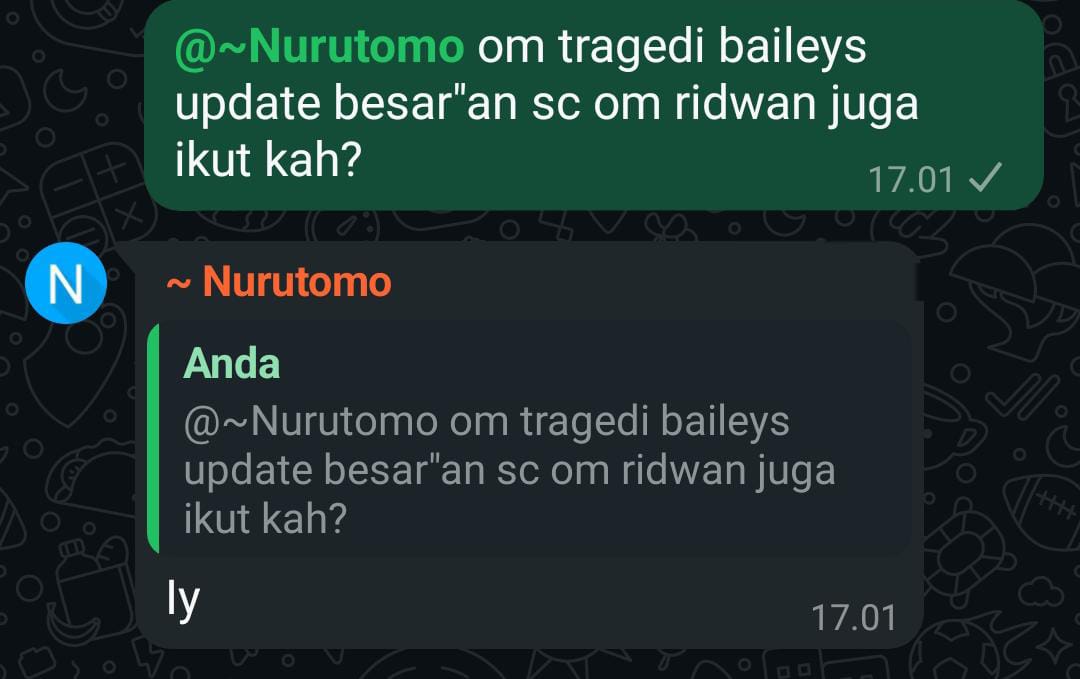 @~Nurutomo om tragedi baileys
update besar"an sc om ridwan juga
ikut kah?
17.01
N
~ Nurutomo
Anda
@~Nurutomo om tragedi baileys
update besar"an sc om ridwan juga
ikut kah?
Iy
17.01